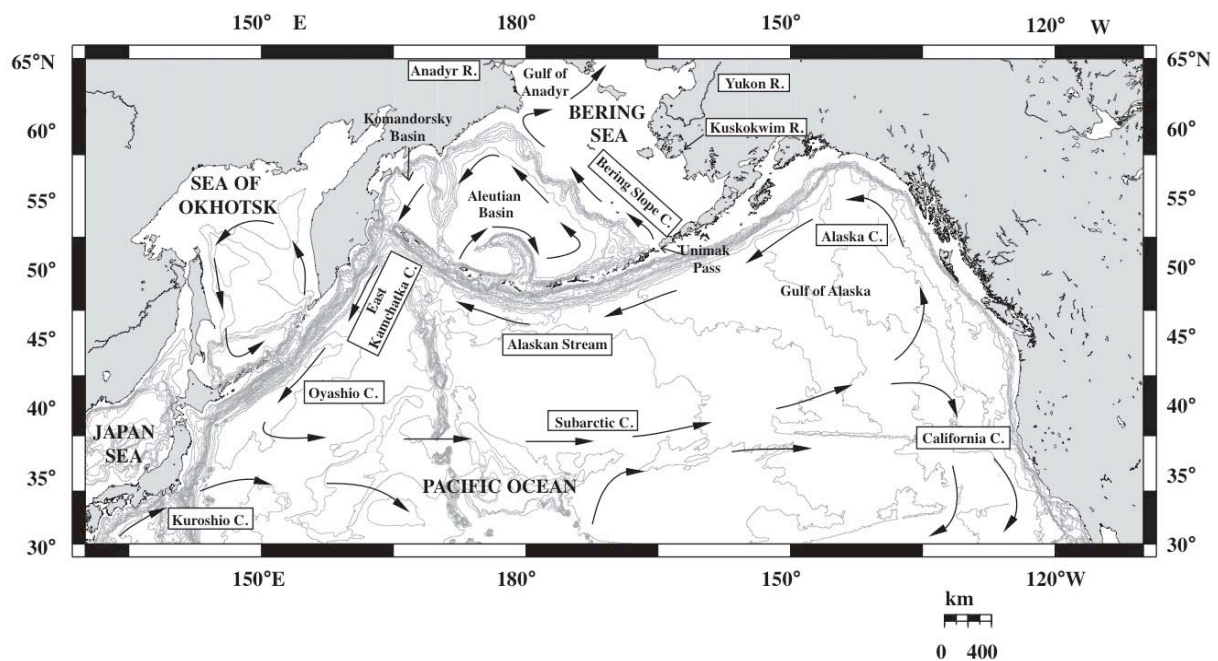 150° E 180° 150° 120° W
65°N 65°N
Anadyr R. Gulf of Anadyr Yukon R.
BERING SEA
60° 60°
Komandorsky Basin Kuskokwim R.
SEA OF OKHOTSK
Bering Slope C.
55° 55°
Aleutian Basin
Alaska C.
Unimak Pass
50° 50°
East Kamchatka C.
Gulf of Alaska
45° 45°
Alaskan Stream
Oyashio C.
40° 40°
Subarctic C.
JAPAN SEA
California C.
35° 35°
PACIFIC OCEAN
Kuroshio C.
30° 30°
150°E 180° 150° 120°W
km
0 400